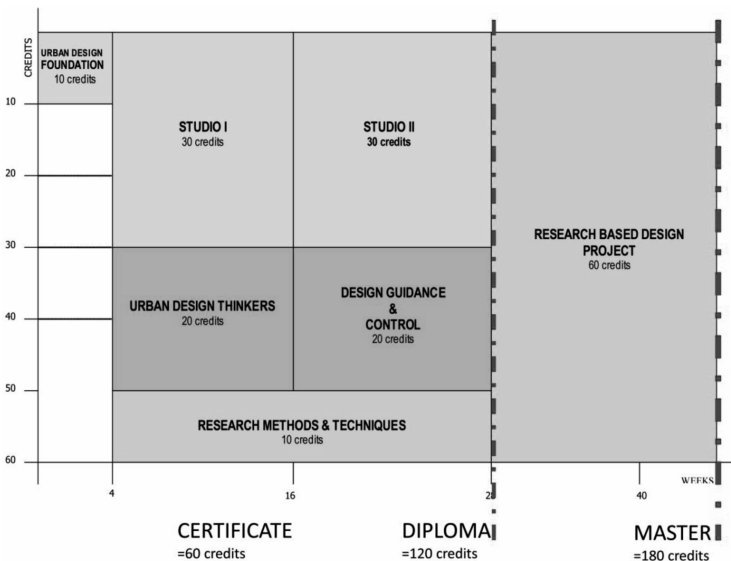 CREDITS
URBAN DESIGN
FOUNDATION
10 credits
10
20
30
40
50
60
STUDIO I
30 credits
STUDIO II
30 credits
URBAN DESIGN THINKERS
20 credits
DESIGN GUIDANCE
&
CONTROL
20 credits
RESEARCH METHODS & TECHNIQUES
10 credits
RESEARCH BASED DESIGN
PROJECT
60 credits
4
16
28
40
WEEKS
CERTIFICATE
=60 credits
DIPLOMA
=120 credits
MASTER
=180 credits